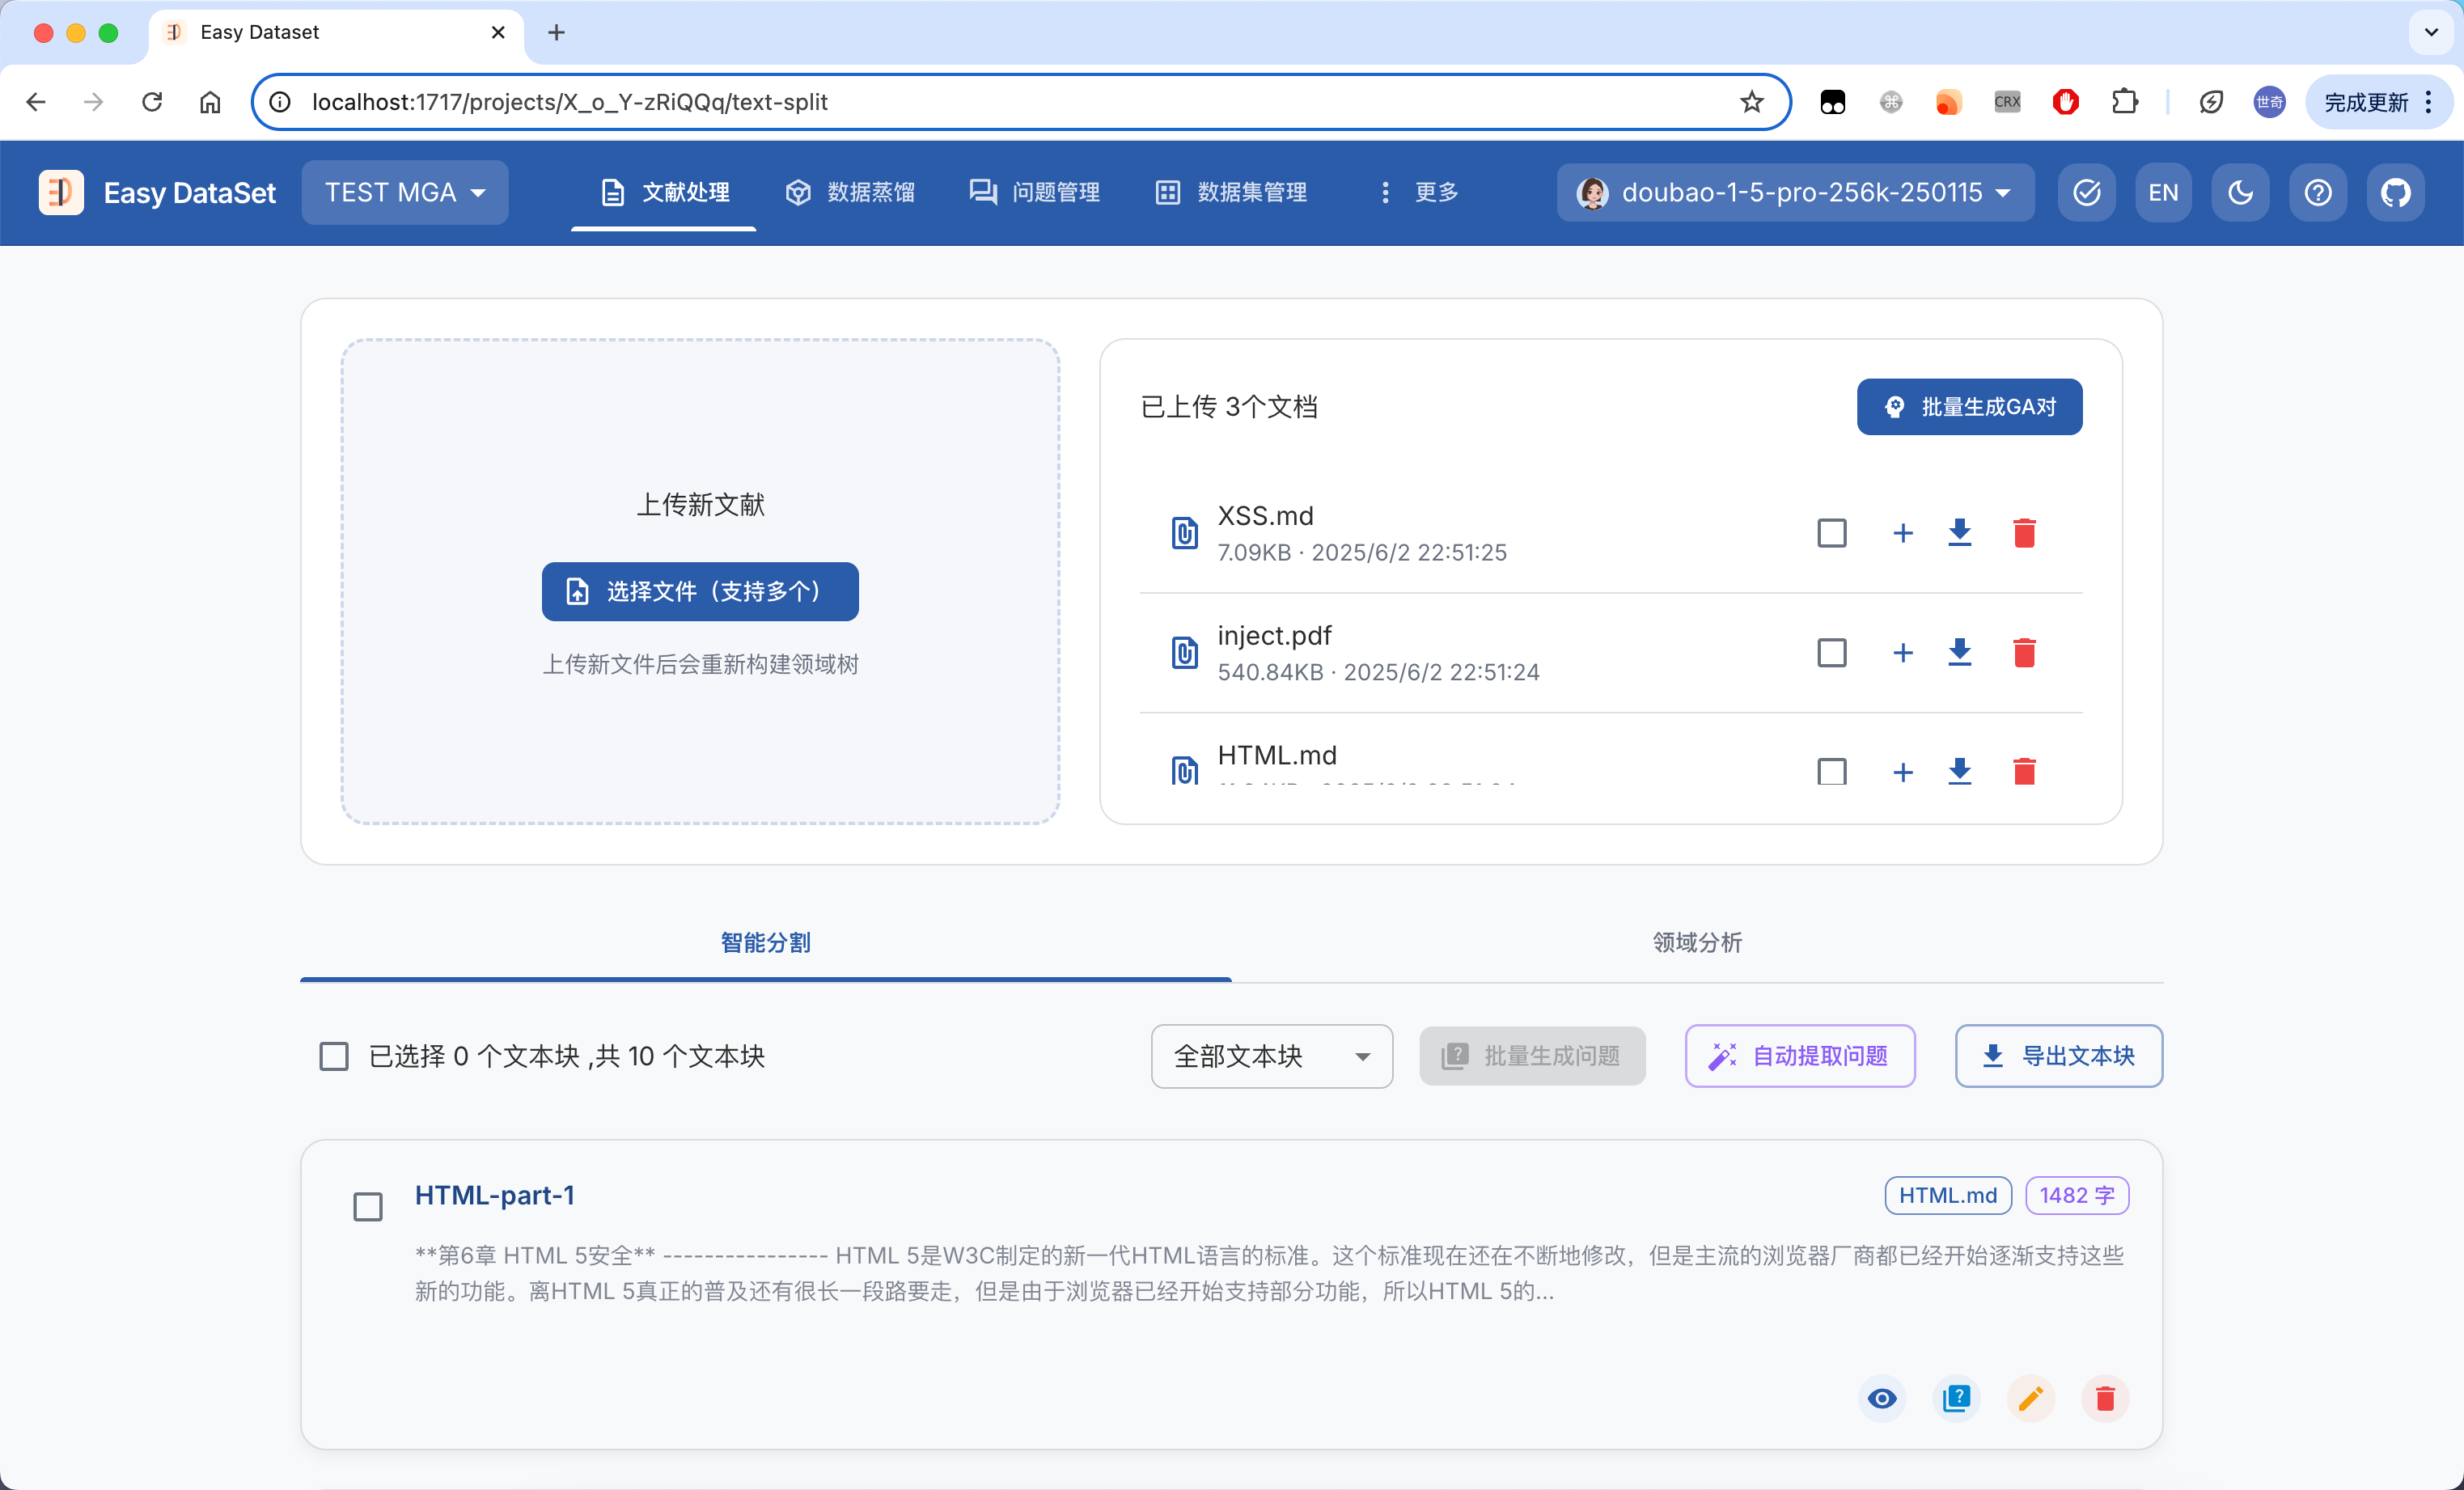 Easy Dataset
localhost:1717/projects/X_o_Y-zRiQQq/text-split
CRX
世奇
完成更新
Easy DataSet
TEST MGA
文献处理
数据蒸馏
问题管理
数据集管理
更多
doubao-1-5-pro-256k-250115
EN
上传新文献
选择文件（支持多个）
上传新文件后会重新构建领域树
已上传 3个文档
批量生成GA对
XSS.md
7.09KB · 2025/6/2 22:51:25
inject.pdf
540.84KB · 2025/6/2 22:51:24
HTML.md
智能分割
领域分析
已选择 0 个文本块 ,共 10 个文本块
全部文本块
批量生成问题
自动提取问题
导出文本块
HTML-part-1
HTML.md
1482 字
**第6章 HTML 5安全** ---------------- HTML 5是W3C制定的新一代HTML语言的标准。这个标准现在还在不断地修改，但是主流的浏览器厂商都已经开始逐渐支持这些
新的功能。离HTML 5真正的普及还有很长一段路要走，但是由于浏览器已经开始支持部分功能，所以HTML 5的...